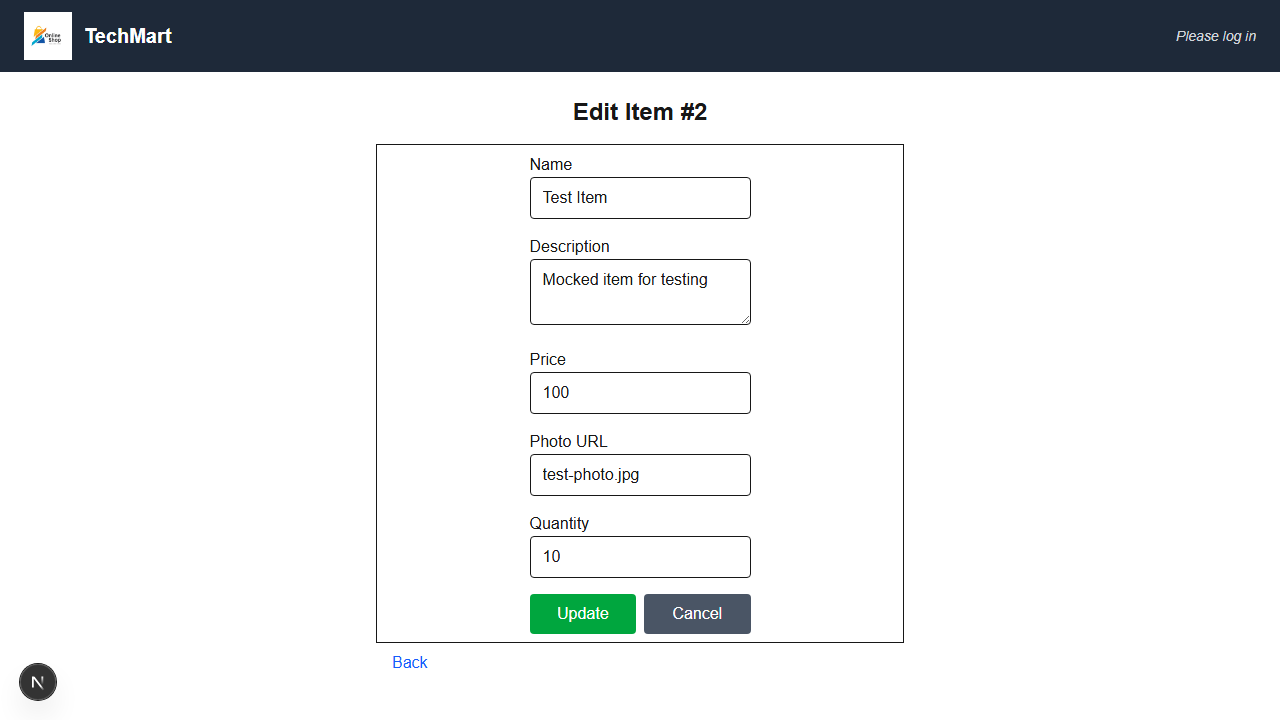 Online
Shop
TechMart
Please log in
Edit Item #2
Name
Test Item
Description
Mocked item for testing
Price
100
Photo URL
test-photo.jpg
Quantity
10
Update
Cancel
Back
N